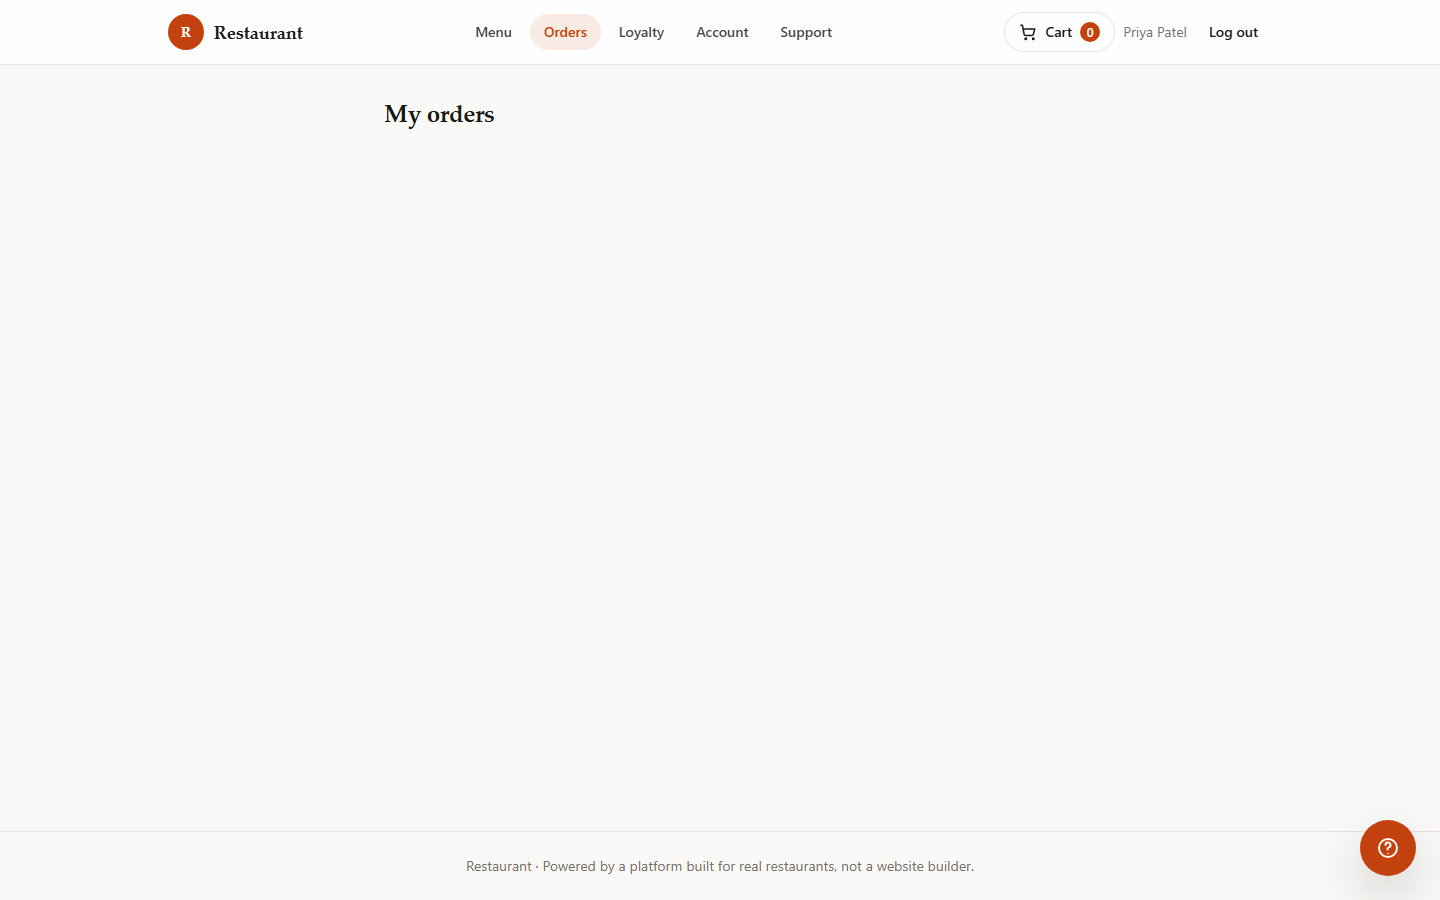 R Restaurant
Menu Orders Loyalty Account Support
Cart 0 Priya Patel Log out
My orders
Restaurant · Powered by a platform built for real restaurants, not a website builder.